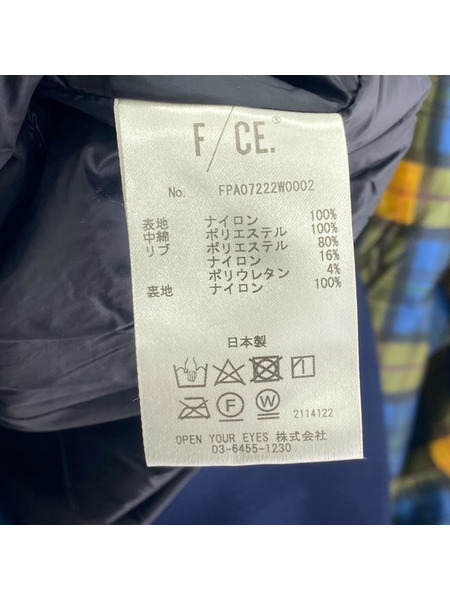 F/CE.®
No. FPA07222W0002
表地 ナイロン 100%
中綿 ポリエステル 100%
リブ ポリエステル 80%
ナイロン 16%
ポリウレタン 4%
裏地 ナイロン 100%
日本製
F W 2114122
OPEN YOUR EYES 株式会社
03-6455-1230